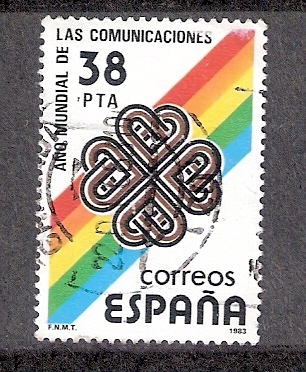 AÑO MUNDIAL DE LAS COMUNICACIONES
38
PTA
correos
ESPAÑA
F.N.M.T.
1983